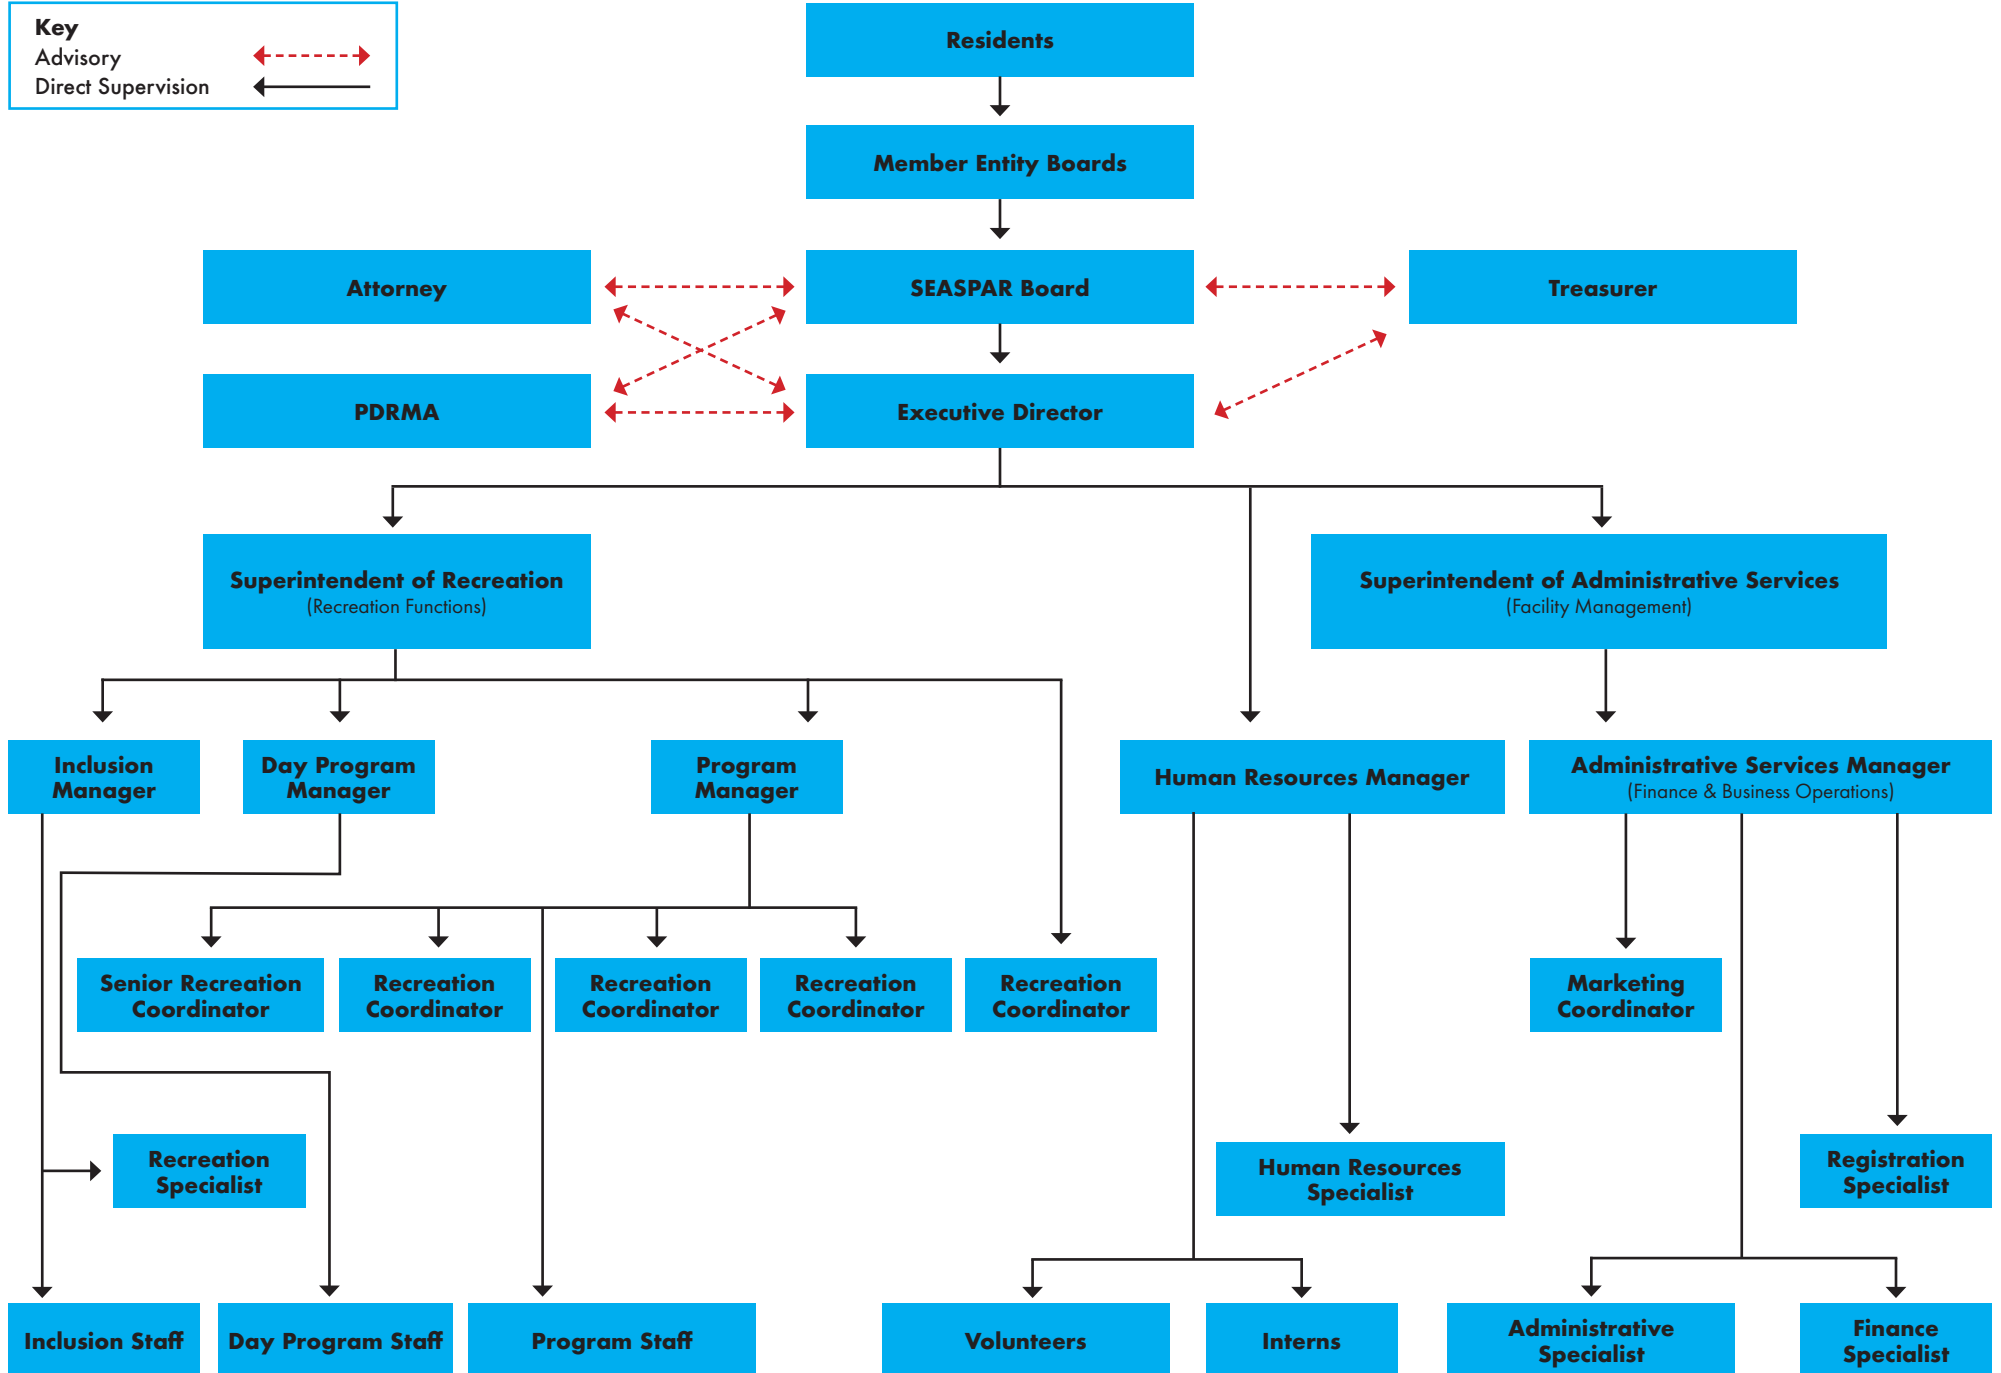 Key
Advisory
Direct Supervision
Residents
Member Entity Boards
Attorney
SEASPAR Board
Treasurer
PDRMA
Executive Director
Superintendent of Recreation
(Recreation Functions)
Superintendent of Administrative Services
(Facility Management)
Inclusion
Manager
Day Program
Manager
Program
Manager
Human Resources Manager
Administrative Services Manager
(Finance & Business Operations)
Senior Recreation
Coordinator
Recreation
Coordinator
Recreation
Coordinator
Recreation
Coordinator
Recreation
Coordinator
Marketing
Coordinator
Recreation
Specialist
Human Resources
Specialist
Registration
Specialist
Inclusion Staff
Day Program Staff
Program Staff
Volunteers
Interns
Administrative
Specialist
Finance
Specialist